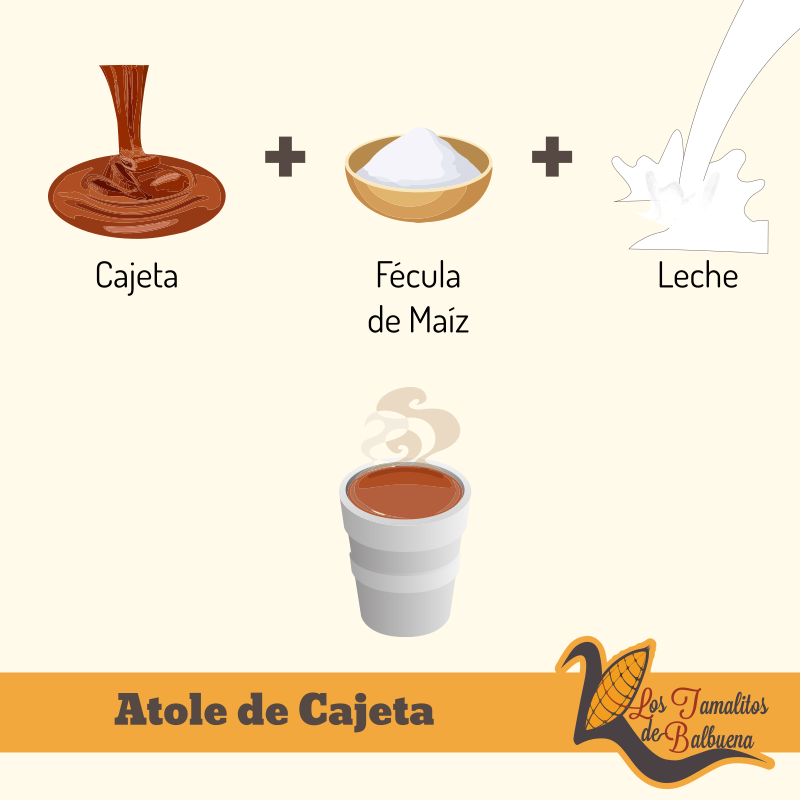 Cajeta
Fécula
de Maíz
Leche
Atole de Cajeta
Los Tamalitos
de Balbuena